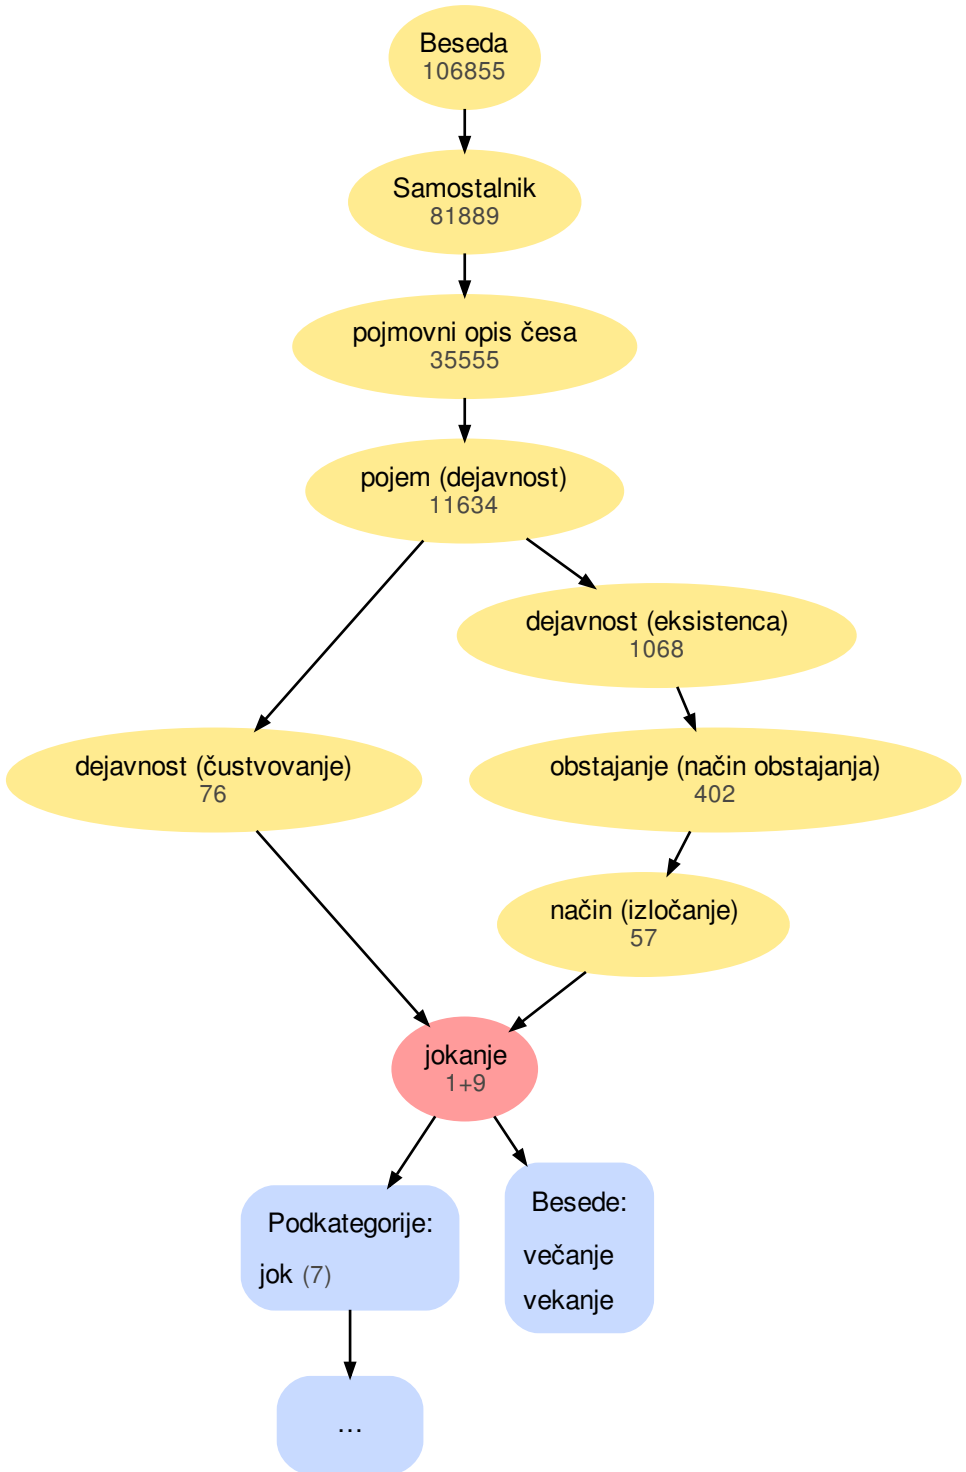 Beseda
106855
Samostalnik
81889
pojmovni opis česa
35555
pojem (dejavnost)
11634
dejavnost (eksistenca)
1068
dejavnost (čustvovanje)
76
obstajanje (način obstajanja)
402
način (izločanje)
57
jokanje
1+9
Podkategorije:
jok (7)
Besede:
večanje
vekanje
...